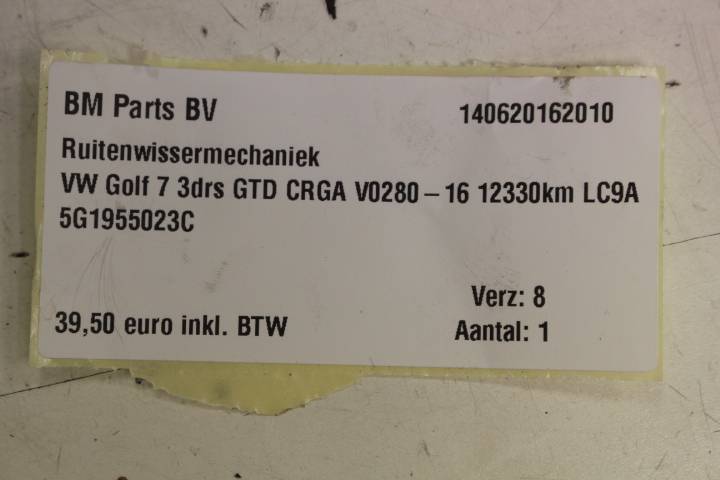 BM Parts BV 140620162010
Ruitenwissermechaniek
VW Golf 7 3drs GTD CRGA V0280 – 16 12330km LC9A
5G1955023C
Verz: 8
39,50 euro inkl. BTW Aantal: 1